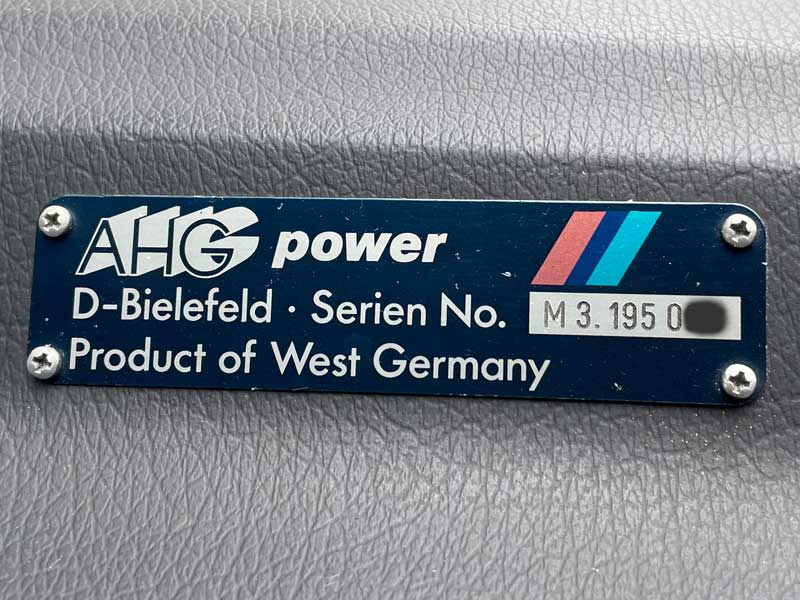 AHG power
D-Bielefeld · Serien No. M 3.195 0
Product of West Germany